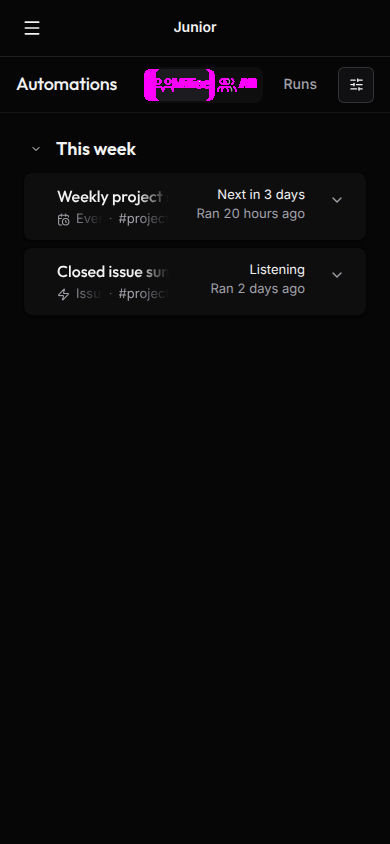 Junior
Automations
Runs
This week
Weekly project
Next in 3 days
#projec
Ran 20 hours ago
Closed issue
Listening
#projec
Ran 2 days ago